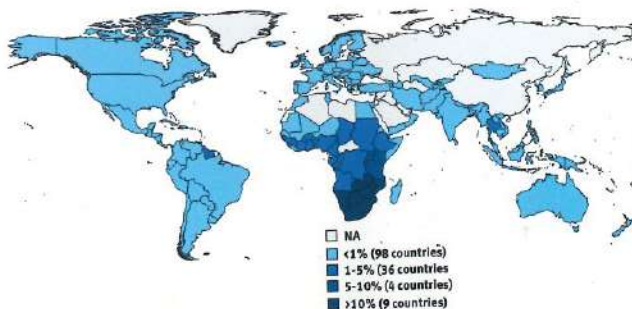 NA
<1% (98 countries)
1-5% (36 countries
5-10% (4 countries)
>10% (9 countries)